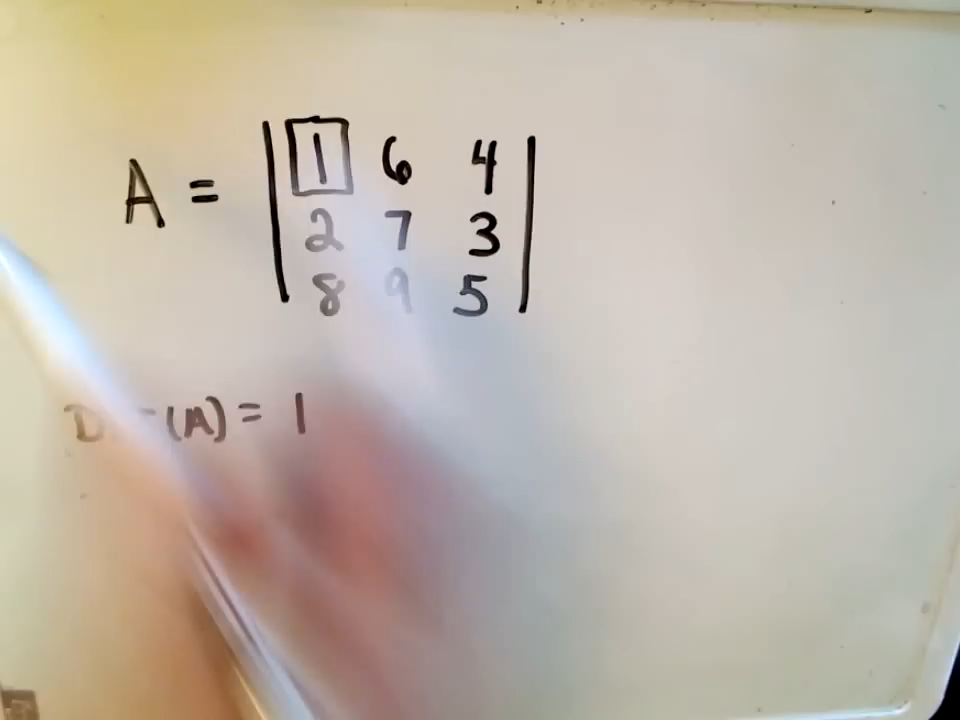 A = | 1 6 4 |
2 7 3
8 9 5
(A) = 1